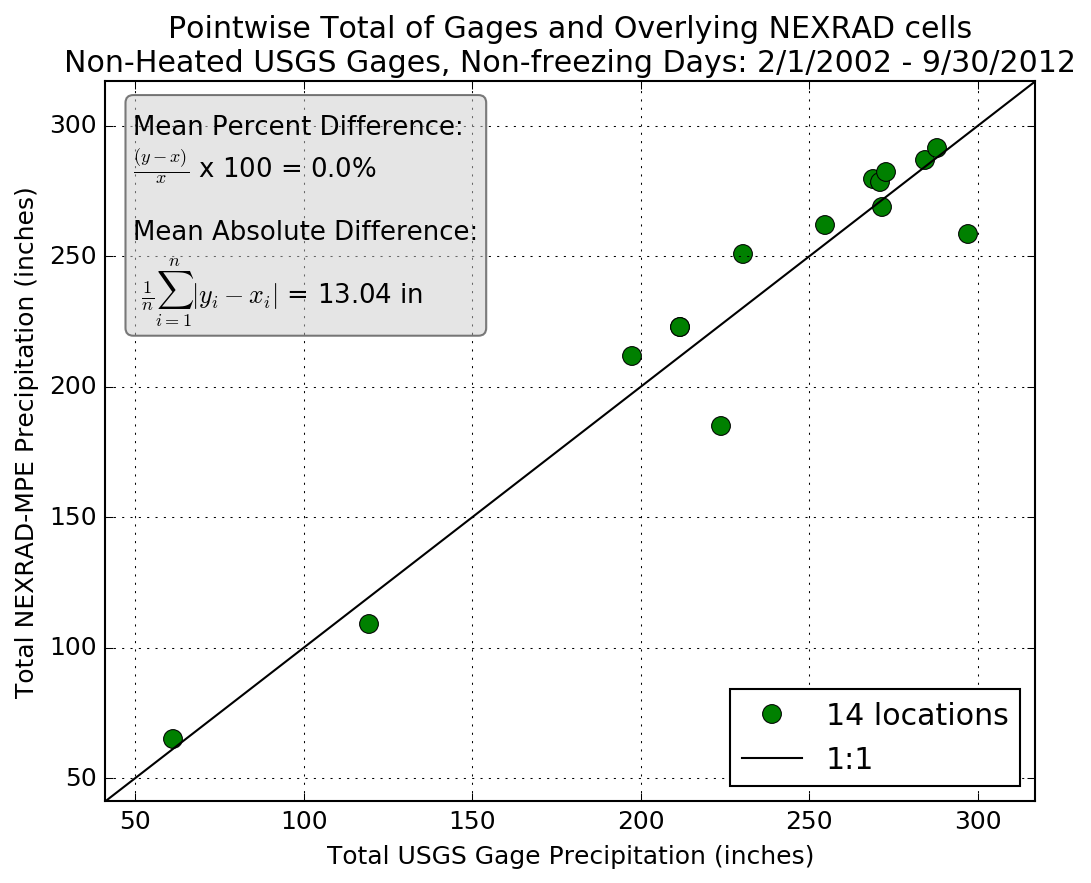 Pointwise Total of Gages and Overlying NEXRAD cells
Non-Heated USGS Gages, Non-freezing Days: 2/1/2002 - 9/30/2012
Mean Percent Difference:
(y − x)/x x 100 = 0.0%
Mean Absolute Difference:
1/n ∑ i=1 n |yᵢ − xᵢ| = 13.04 in
Total NEXRAD-MPE Precipitation (inches)
300
250
200
150
100
50
14 locations
1:1
50 100 150 200 250 300
Total USGS Gage Precipitation (inches)